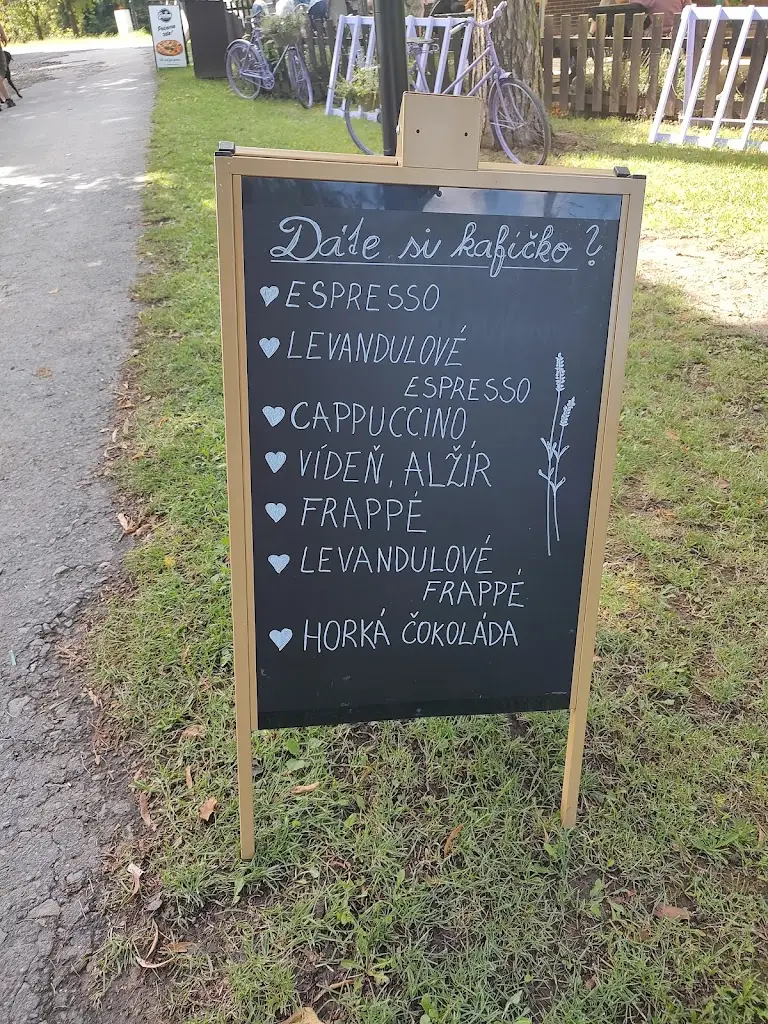 Dáte si kafíčko?
ESPRESSO
LEVANDULOVÉ
ESPRESSO
CAPPUCCINO
VÍDEŇ, ALŽÍR
FRAPPÉ
LEVANDULOVÉ
FRAPPÉ
HORKÁ ČOKOLÁDA